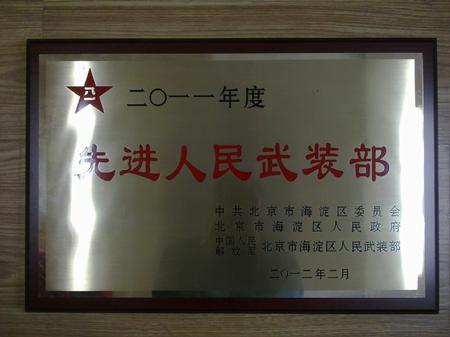 八一
二〇一一年度
先进人民武装部
中共北京市海淀区委员会
北京市海淀区人民政府
中国人民
解放军
北京市海淀区人民武装部
二〇一二年二月